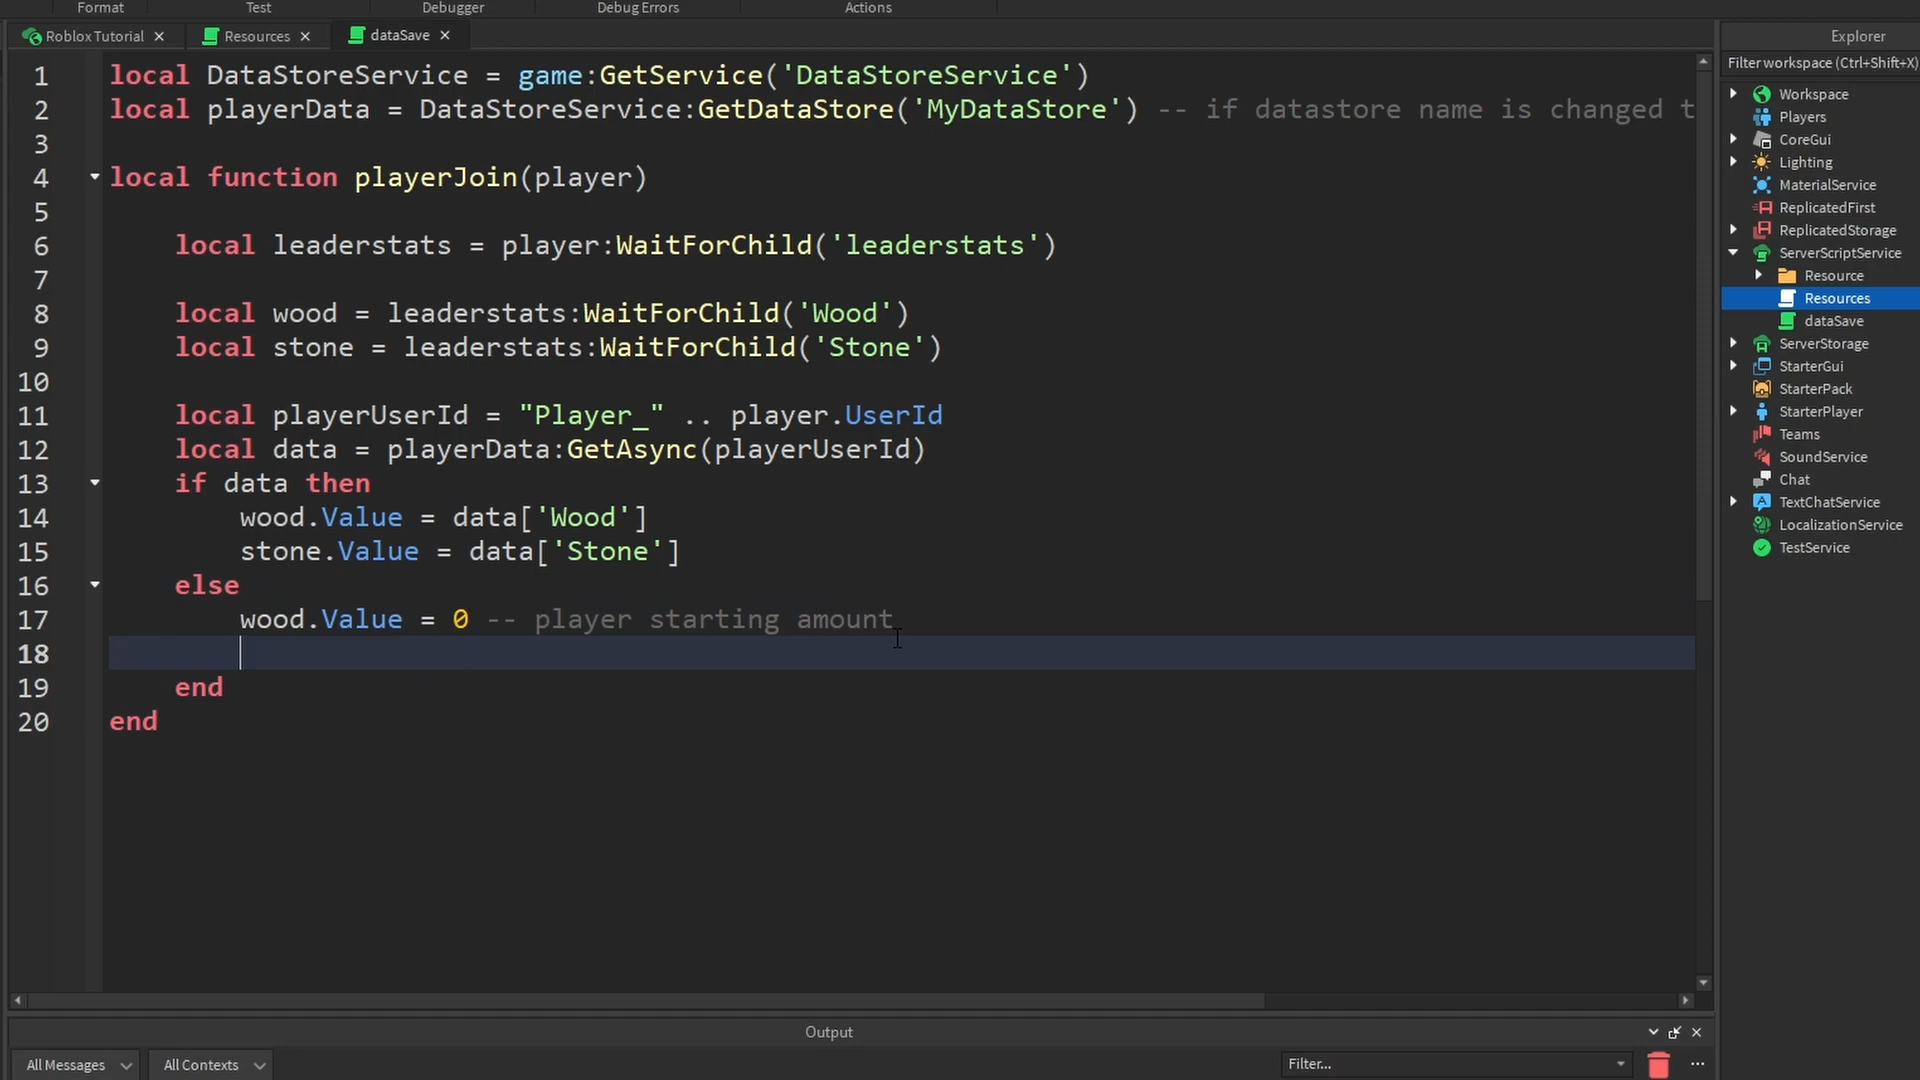 Format Test Debugger Debug Errors Actions
Roblox Tutorial Resources dataSave
1 local DataStoreService = game:GetService('DataStoreService')
2 local playerData = DataStoreService:GetDataStore('MyDataStore') -- if datastore name is changed t
3
4 local function playerJoin(player)
5
6 local leaderstats = player:WaitForChild('leaderstats')
7
8 local wood = leaderstats:WaitForChild('Wood')
9 local stone = leaderstats:WaitForChild('Stone')
10
11 local playerUserId = "Player_" .. player.UserId
12 local data = playerData:GetAsync(playerUserId)
13 if data then
14 wood.Value = data['Wood']
15 stone.Value = data['Stone']
16 else
17 wood.Value = 0 -- player starting amount
18
19 end
20 end
Explorer
Filter workspace (Ctrl+Shift+X)
Workspace
Players
CoreGui
Lighting
MaterialService
ReplicatedFirst
ReplicatedStorage
ServerScriptService
Resource
Resources
dataSave
ServerStorage
StarterGui
StarterPack
StarterPlayer
Teams
SoundService
Chat
TextChatService
LocalizationService
TestService
Output
All Messages All Contexts Filter...